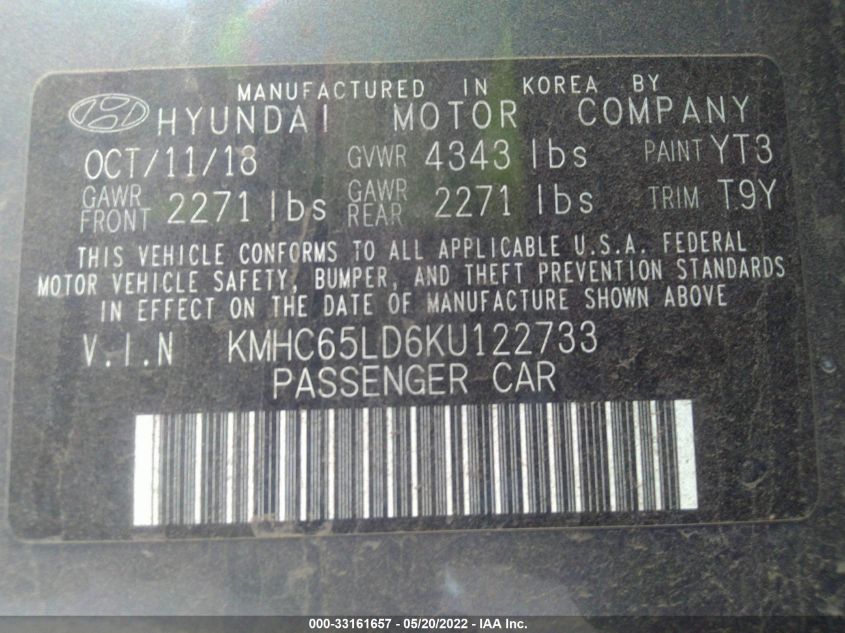 MANUFACTURED IN KOREA BY
HYUNDAI MOTOR COMPANY
OCT/11/18 GVWR 4343 lbs PAINT YT3
GAWR FRONT 2271 lbs GAWR REAR 2271 lbs TRIM T9Y
THIS VEHICLE CONFORMS TO ALL APPLICABLE U.S.A. FEDERAL
MOTOR VEHICLE SAFETY, BUMPER, AND THEFT PREVENTION STANDARDS
IN EFFECT ON THE DATE OF MANUFACTURE SHOWN ABOVE
V.I.N KMHC65LD6KU122733
PASSENGER CAR
000-33161657 - 05/20/2022 - IAA Inc.